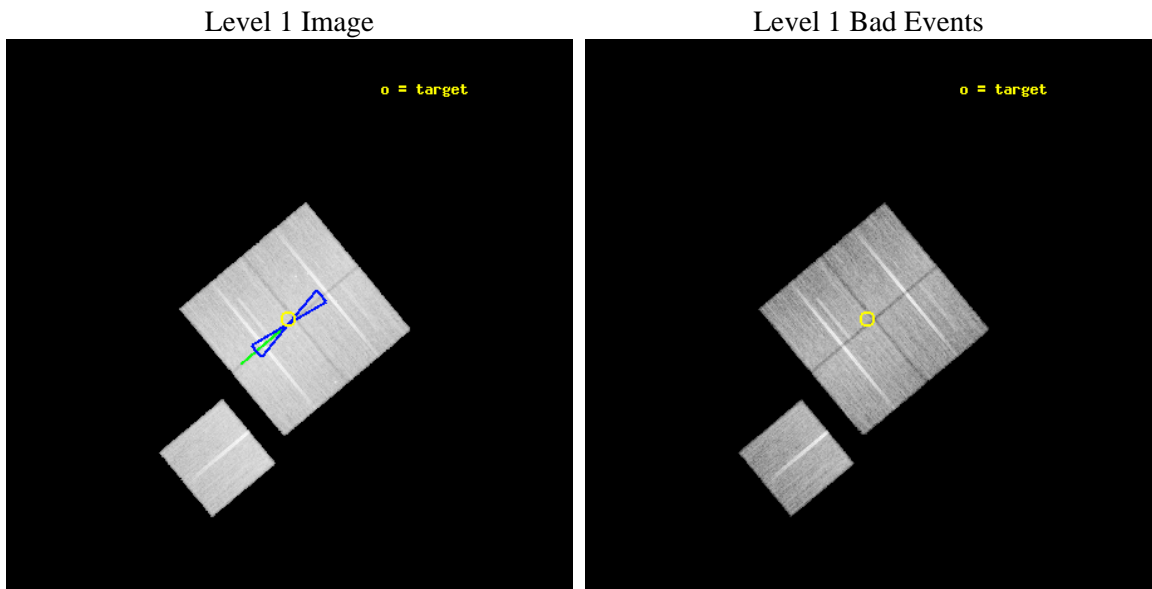 Level 1 Image
Level 1 Bad Events
o = target
o = target